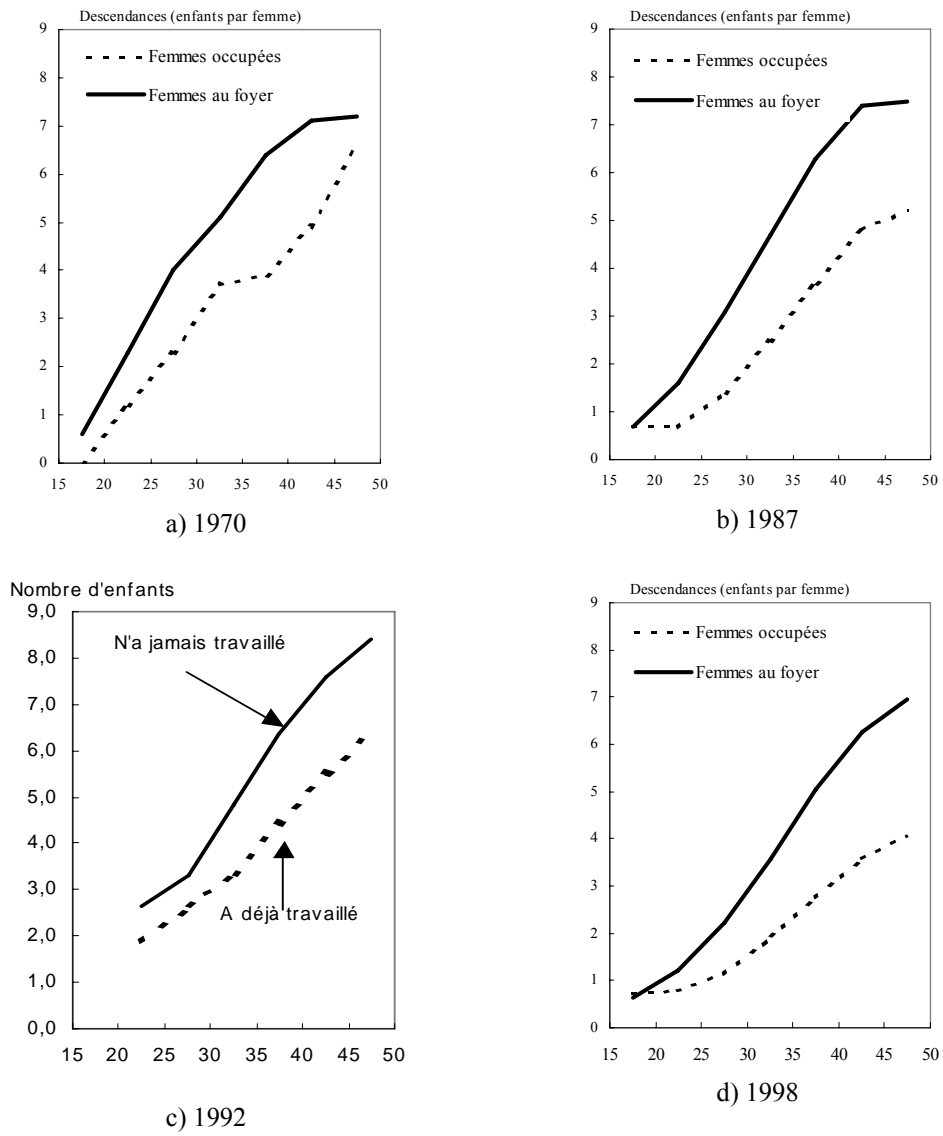 Descendances (enfants par femme)
9
Femmes occupées
8
Femmes au foyer
7
6
5
4
3
2
1
0
15 20 25 30 35 40 45 50
a) 1970
Descendances (enfants par femme)
9
Femmes occupées
8
Femmes au foyer
7
6
5
4
3
2
1
0
15 20 25 30 35 40 45 50
b) 1987
Nombre d'enfants
9,0
N'a jamais travaillé
8,0
7,0
6,0
5,0
4,0
3,0
A déjà travaillé
2,0
1,0
0,0
15 20 25 30 35 40 45 50
c) 1992
Descendances (enfants par femme)
9
Femmes occupées
8
Femmes au foyer
7
6
5
4
3
2
1
0
15 20 25 30 35 40 45 50
d) 1998